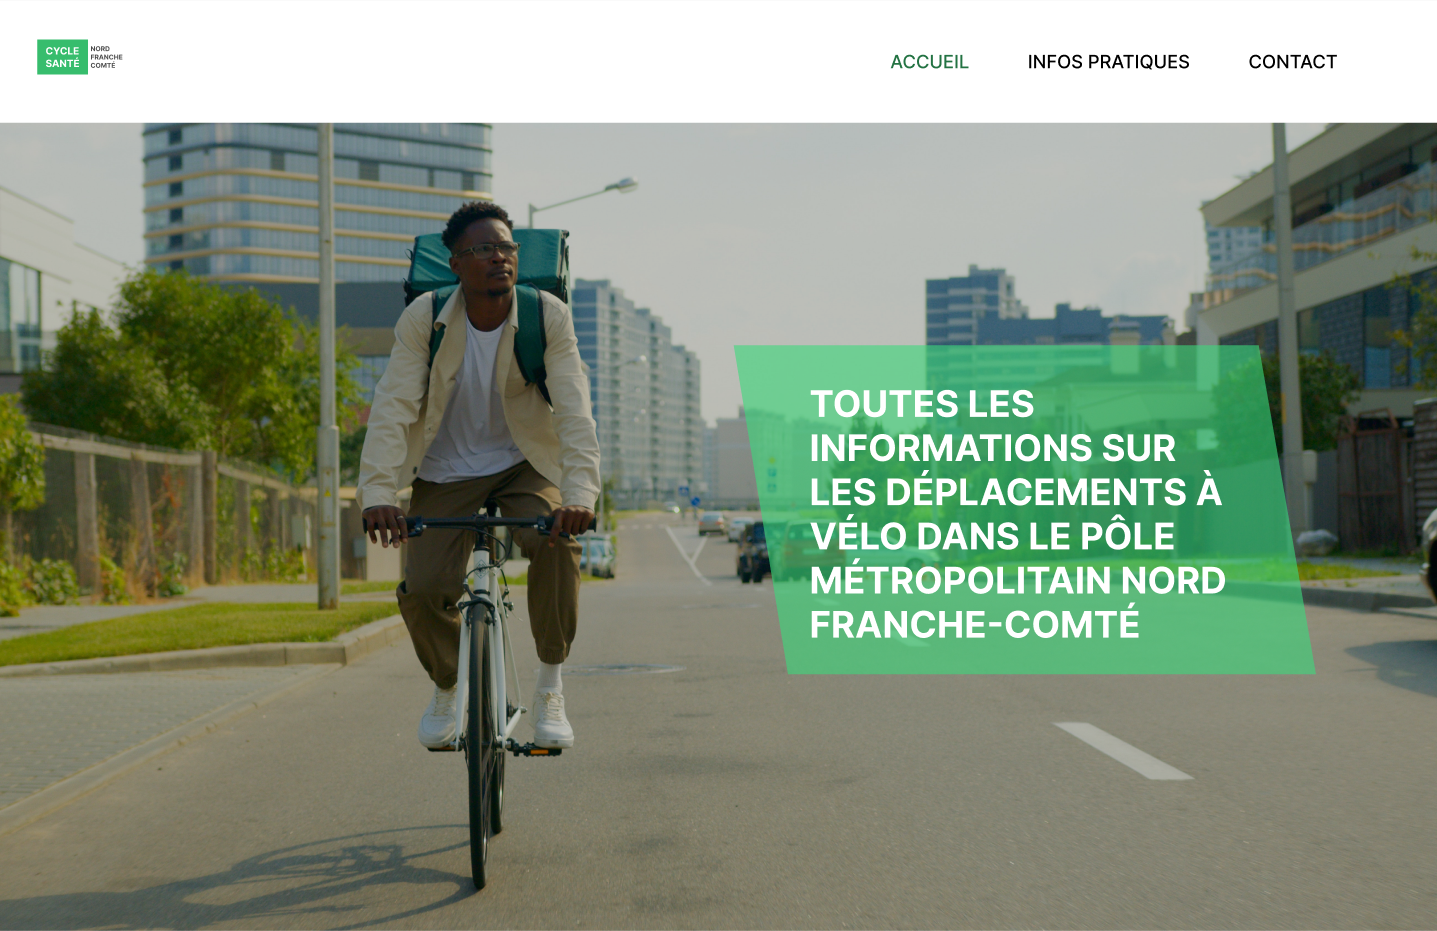 CYCLE
SANTÉ
NORD
FRANCHE
COMTÉ
ACCUEIL
INFOS PRATIQUES
CONTACT
TOUTES LES
INFORMATIONS SUR
LES DÉPLACEMENTS À
VÉLO DANS LE PÔLE
MÉTROPOLITAIN NORD
FRANCHE-COMTÉ